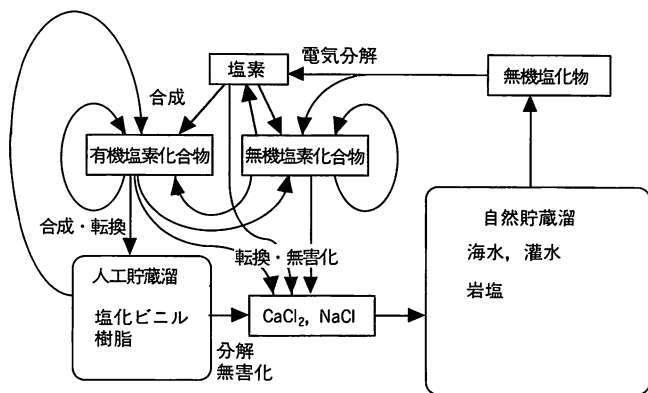 電気分解
塩素
無機塩化物
合成
有機塩素化合物
無機塩素化合物
合成・転換
転換・無害化
自然貯蔵溜
海水，灌水
岩塩
人工貯蔵溜
塩化ビニル
樹脂
CaCl₂, NaCl
分解
無害化